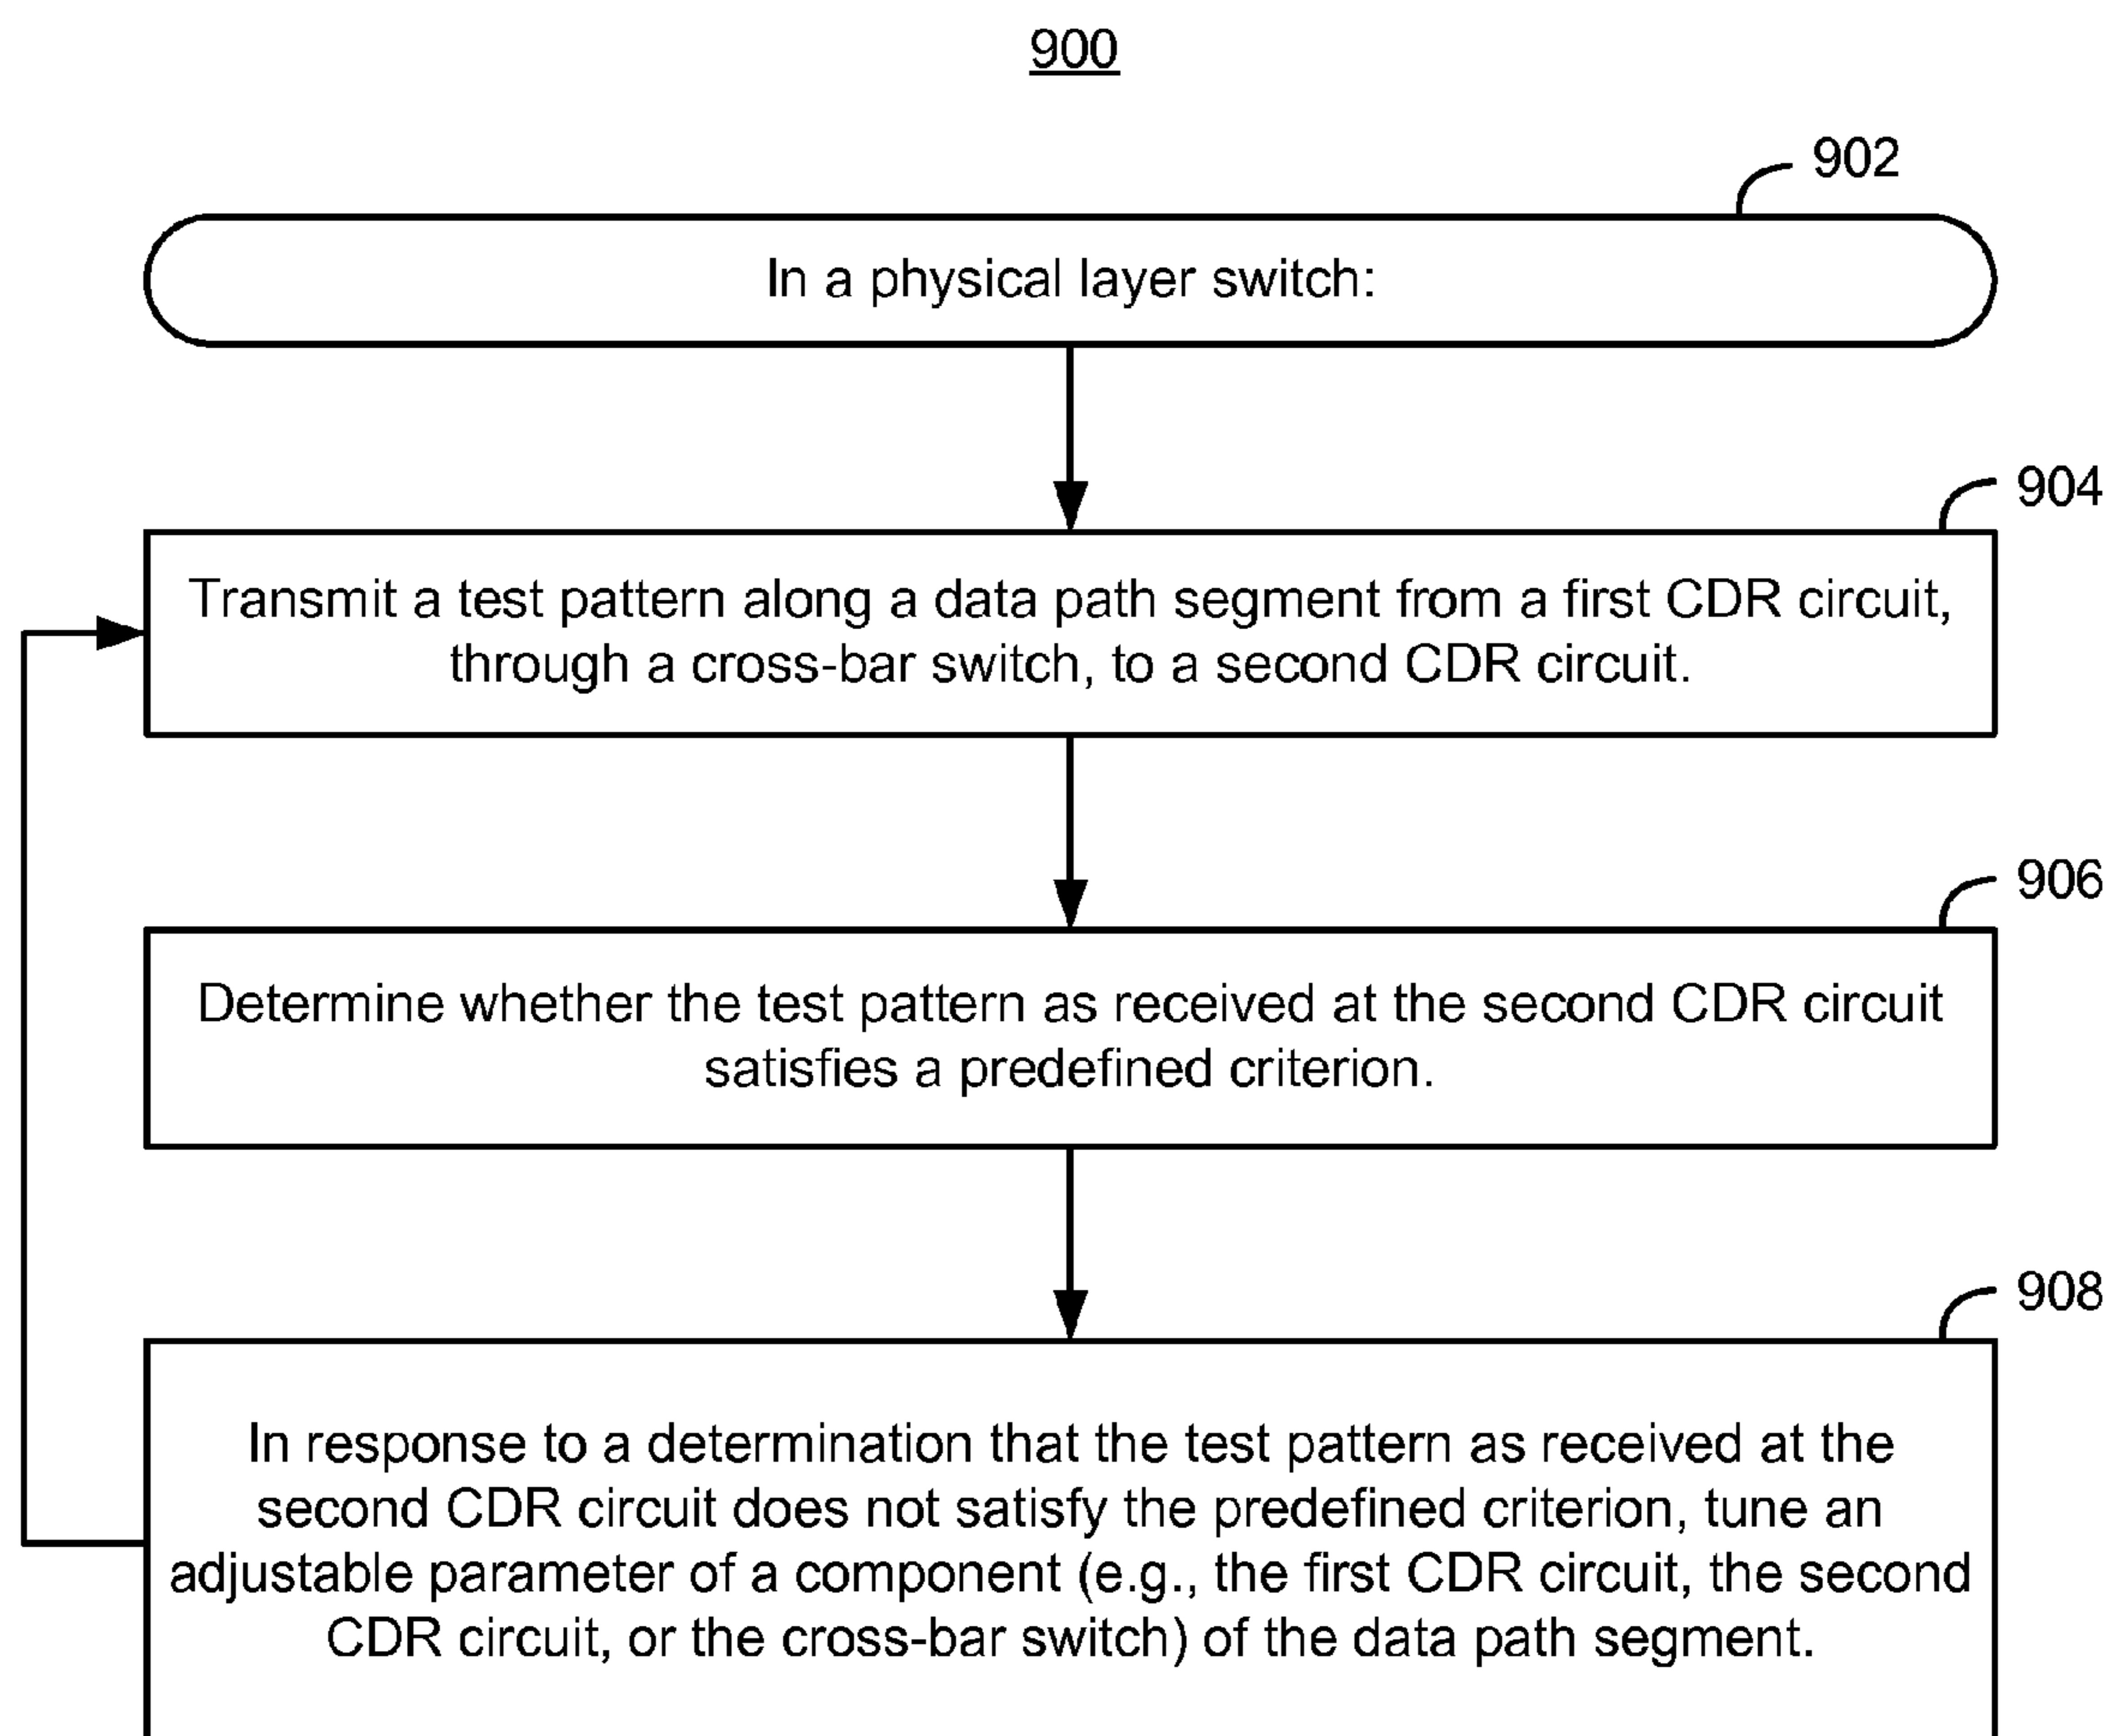 900
902
In a physical layer switch:
904
Transmit a test pattern along a data path segment from a first CDR circuit,
through a cross-bar switch, to a second CDR circuit.
906
Determine whether the test pattern as received at the second CDR circuit
satisfies a predefined criterion.
908
In response to a determination that the test pattern as received at the
second CDR circuit does not satisfy the predefined criterion, tune an
adjustable parameter of a component (e.g., the first CDR circuit, the second
CDR circuit, or the cross-bar switch) of the data path segment.